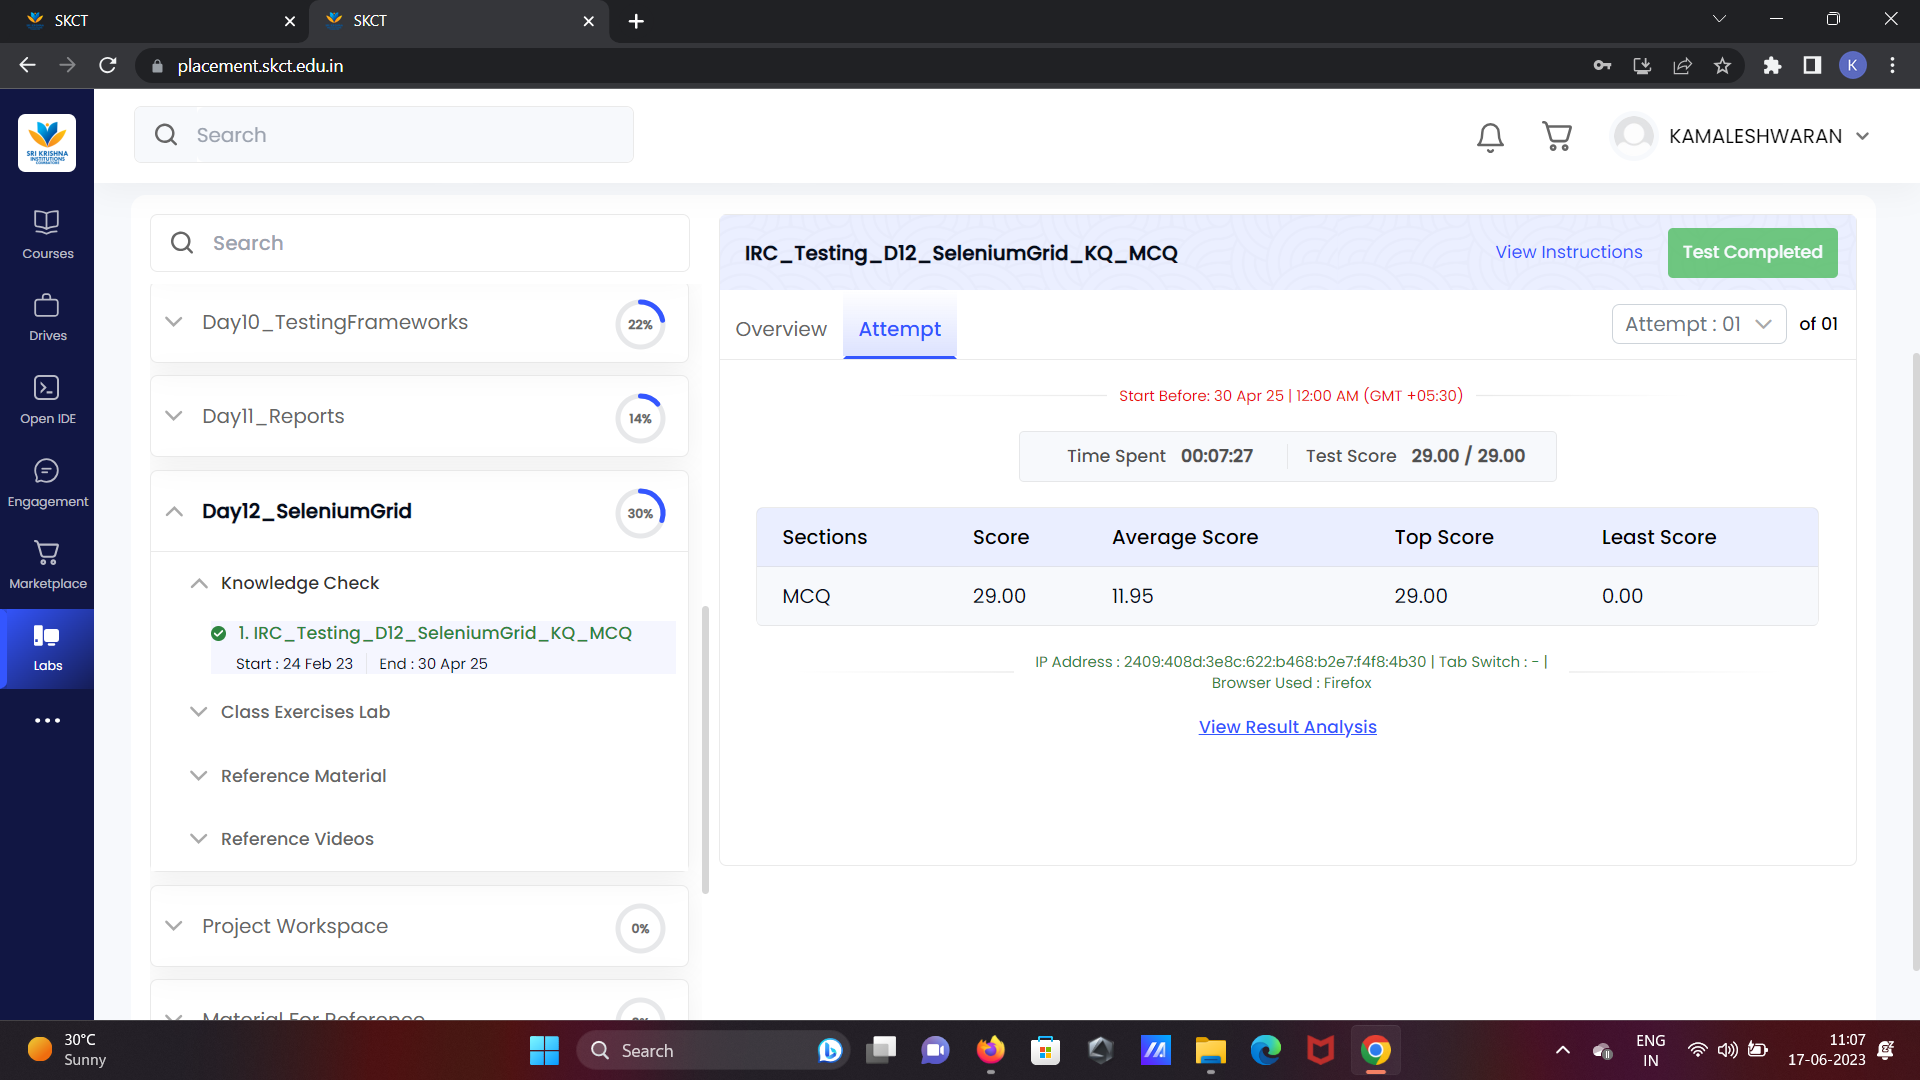 SKCT
SKCT
placement.skct.edu.in
K
SRI KRISHNA
INSTITUTIONS
Search
KAMALESHWARAN
Courses
Drives
Open IDE
Engagement
Marketplace
Labs
Search
Day10_TestingFrameworks
22%
Day11_Reports
14%
Day12_SeleniumGrid
30%
Knowledge Check
1. IRC_Testing_D12_SeleniumGrid_KQ_MCQ
Start : 24 Feb 23 End : 30 Apr 25
Class Exercises Lab
Reference Material
Reference Videos
Project Workspace
0%
Material For Reference
IRC_Testing_D12_SeleniumGrid_KQ_MCQ
View Instructions
Test Completed
Overview
Attempt
Attempt : 01
of 01
Start Before: 30 Apr 25 | 12:00 AM (GMT +05:30)
Time Spent 00:07:27
Test Score 29.00 / 29.00
Sections Score Average Score Top Score Least Score
MCQ 29.00 11.95 29.00 0.00
IP Address : 2409:408d:3e8c:622:b468:b2e7:f4f8:4b30 | Tab Switch : - |
Browser Used : Firefox
View Result Analysis
30°C
Sunny
Search
ENG
IN
11:07
17-06-2023